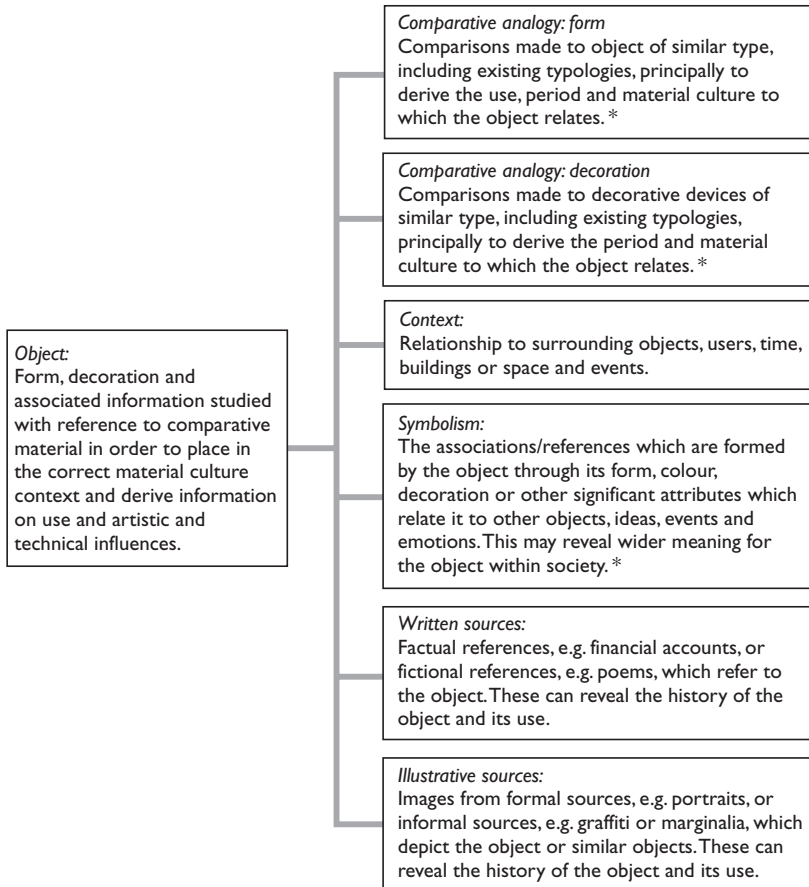 Comparative analogy: form
Comparisons made to object of similar type,
including existing typologies, principally to
derive the use, period and material culture to
which the object relates. *
Comparative analogy: decoration
Comparisons made to decorative devices of
similar type, including existing typologies,
principally to derive the period and material
culture to which the object relates. *
Context:
Relationship to surrounding objects, users, time,
buildings or space and events.
Object:
Form, decoration and
associated information studied
with reference to comparative
material in order to place in
the correct material culture
context and derive information
on use and artistic and
technical influences.
Symbolism:
The associations/references which are formed
by the object through its form, colour,
decoration or other significant attributes which
relate it to other objects, ideas, events and
emotions. This may reveal wider meaning for
the object within society. *
Written sources:
Factual references, e.g. financial accounts, or
fictional references, e.g. poems, which refer to
the object. These can reveal the history of the
object and its use.
Illustrative sources:
Images from formal sources, e.g. portraits, or
informal sources, e.g. graffiti or marginalia, which
depict the object or similar objects. These can
reveal the history of the object and its use.